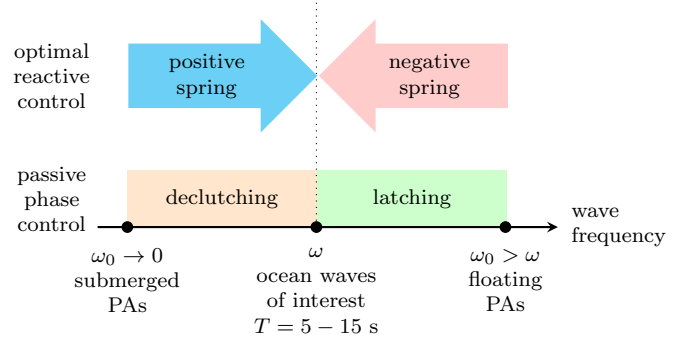 optimal
reactive
control
positive
spring
negative
spring
passive
phase
control
declutching
latching
wave
frequency
ω₀ → 0
submerged
PAs
ω
ocean waves
of interest
T = 5 − 15 s
ω₀ > ω
floating
PAs